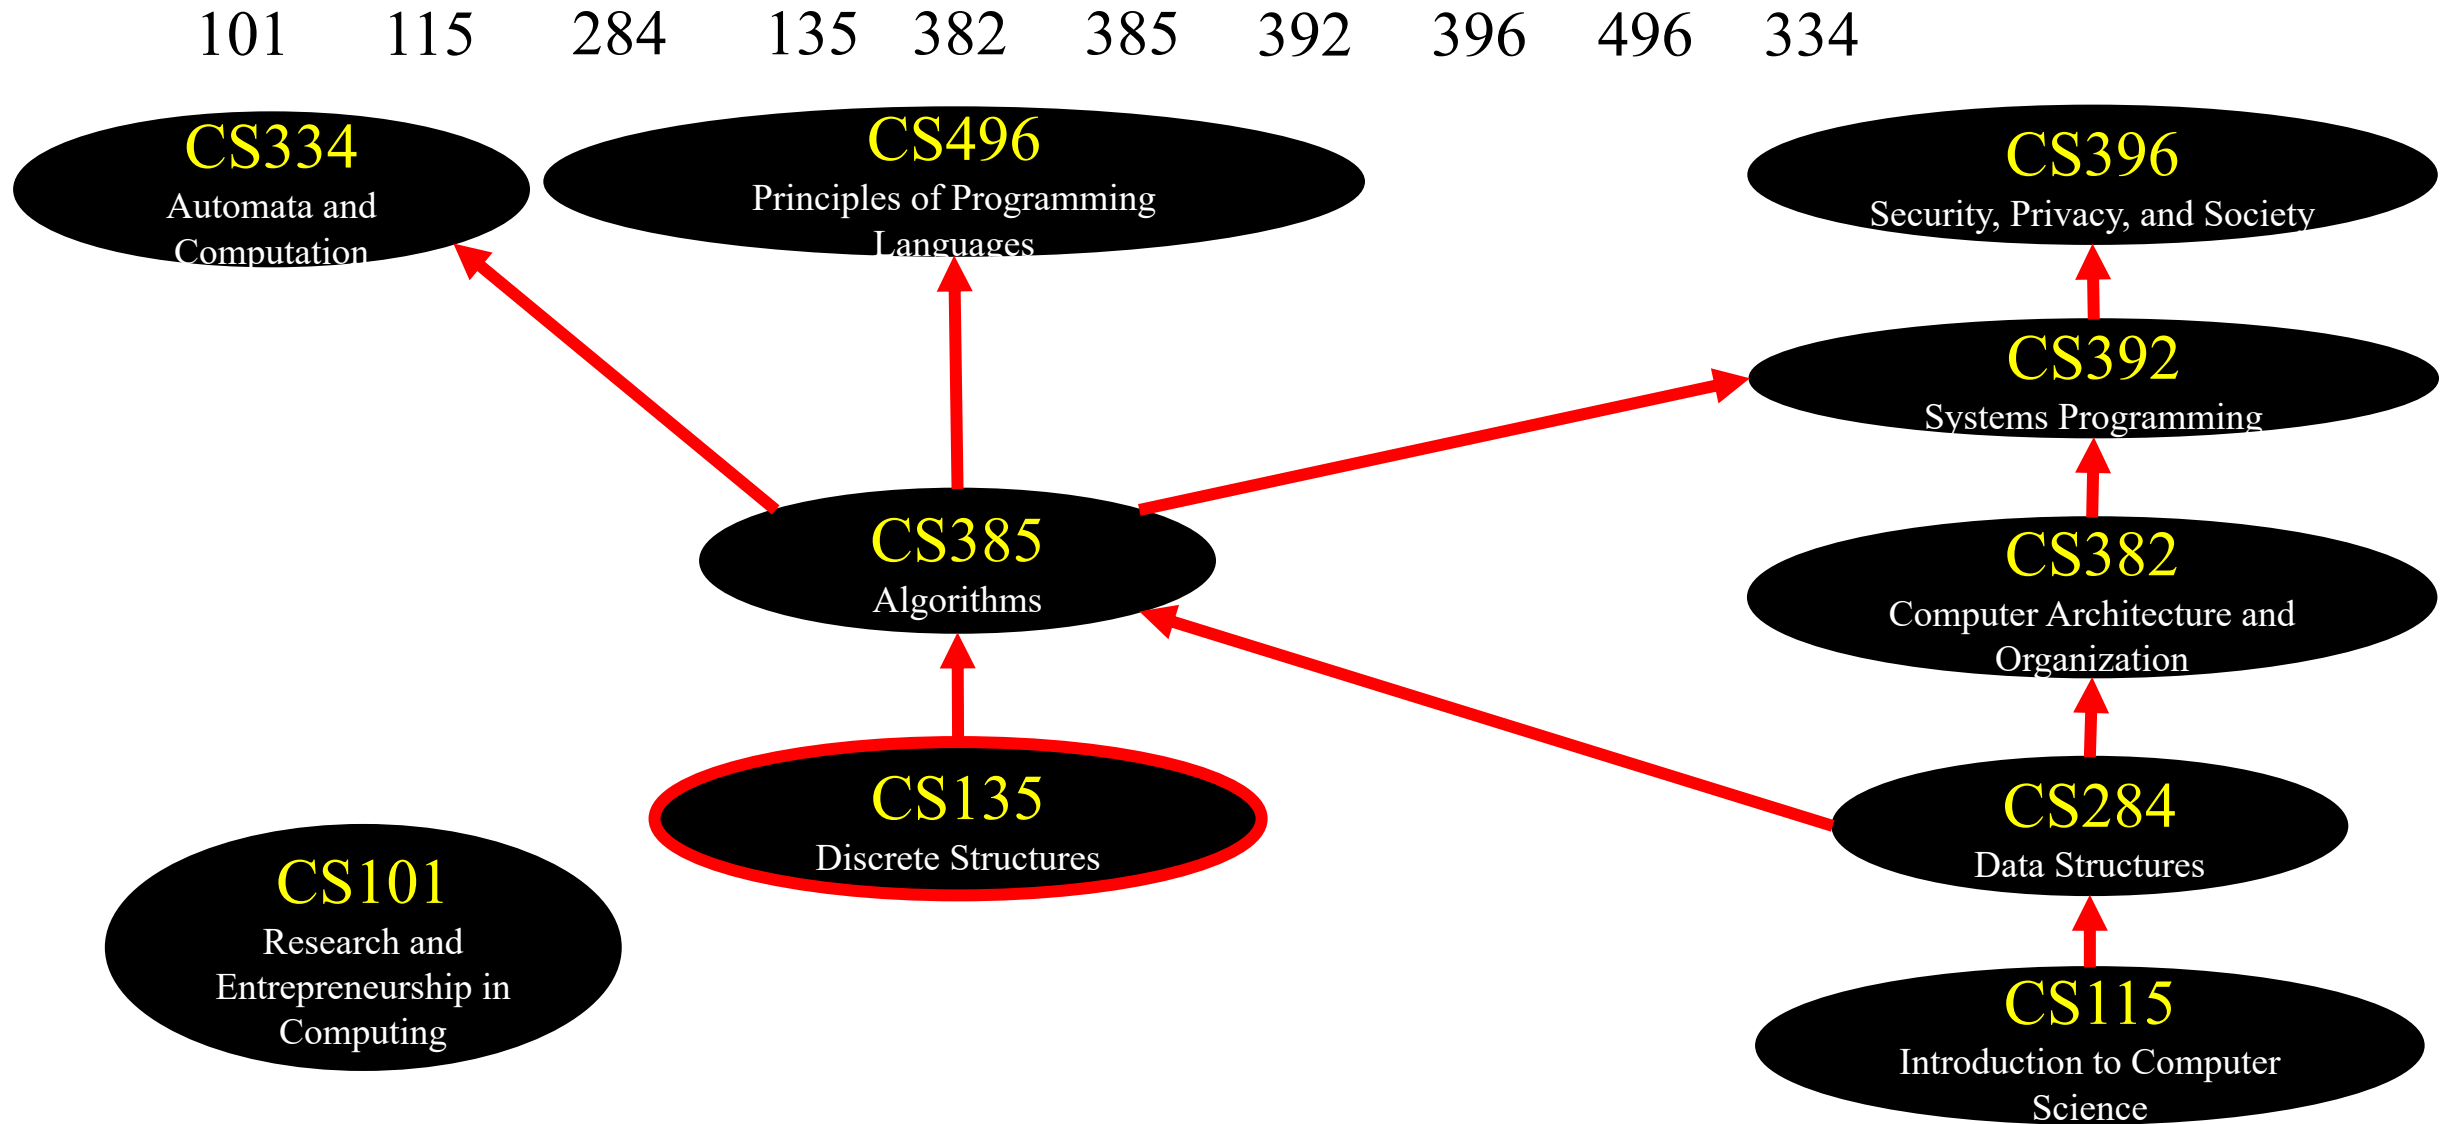 101 115 284 135 382 385 392 396 496 334
CS334
Automata and
Computation
CS496
Principles of Programming
Languages
CS396
Security, Privacy, and Society
CS392
Systems Programming
CS385
Algorithms
CS382
Computer Architecture and
Organization
CS135
Discrete Structures
CS284
Data Structures
CS101
Research and
Entrepreneurship in
Computing
CS115
Introduction to Computer
Science